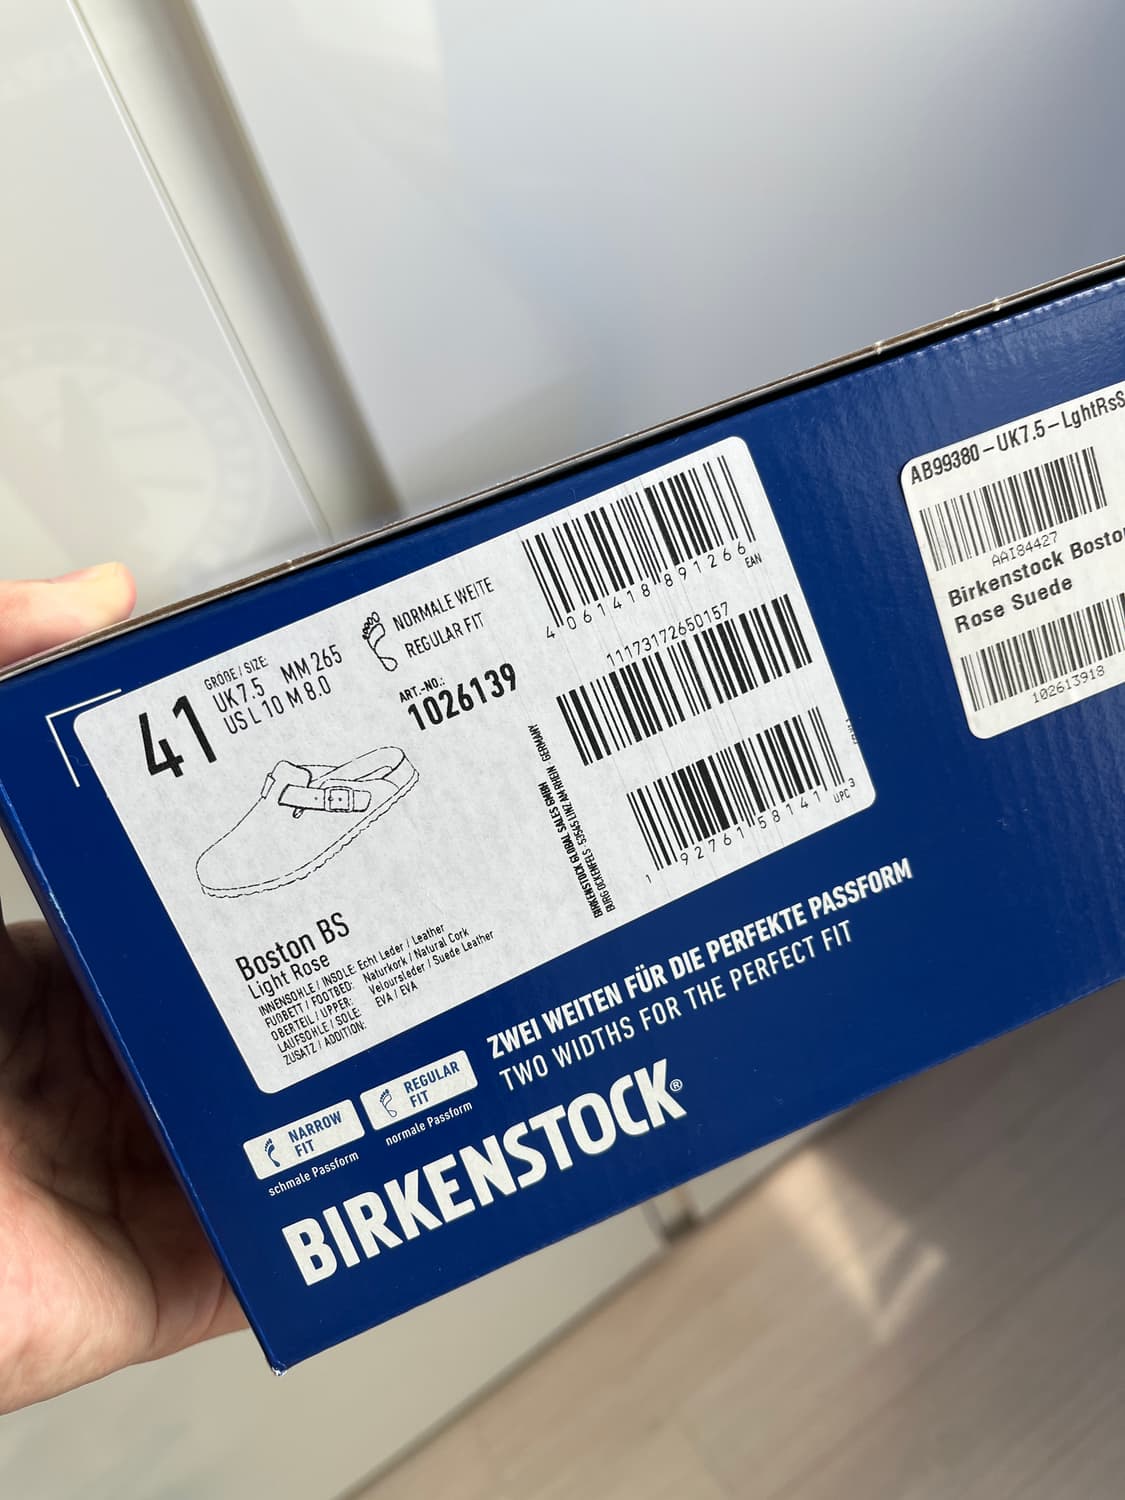 41
GRÖßE / SIZE:
UK 7.5 MM 265
US L 10 M 8.0
NORMALE WEITE
REGULAR FIT
ART.-NO.:
1026139
4 061418 891266
EAN
11173172650157
1 92761 58141 3
UPC
BIRKENSTOCK GLOBAL SALES GMBH
BURG OCKENFELS · 53545 LINZ AM RHEIN · GERMANY
Boston BS
Light Rose
INNENSOHLE / INSOLE: Echt Leder / Leather
FUßBETT / FOOTBED: Naturkork / Natural Cork
OBERTEIL / UPPER: Veloursleder / Suede Leather
LAUFSOHLE / SOLE: EVA / EVA
ZUSATZ / ADDITION:
NARROW
FIT
schmale Passform
REGULAR
FIT
normale Passform
ZWEI WEITEN FÜR DIE PERFEKTE PASSFORM
TWO WIDTHS FOR THE PERFECT FIT
BIRKENSTOCK®
AB99380-UK7.5-LghtRsS
AAI84427
Birkenstock Bosto
Rose Suede
102613918